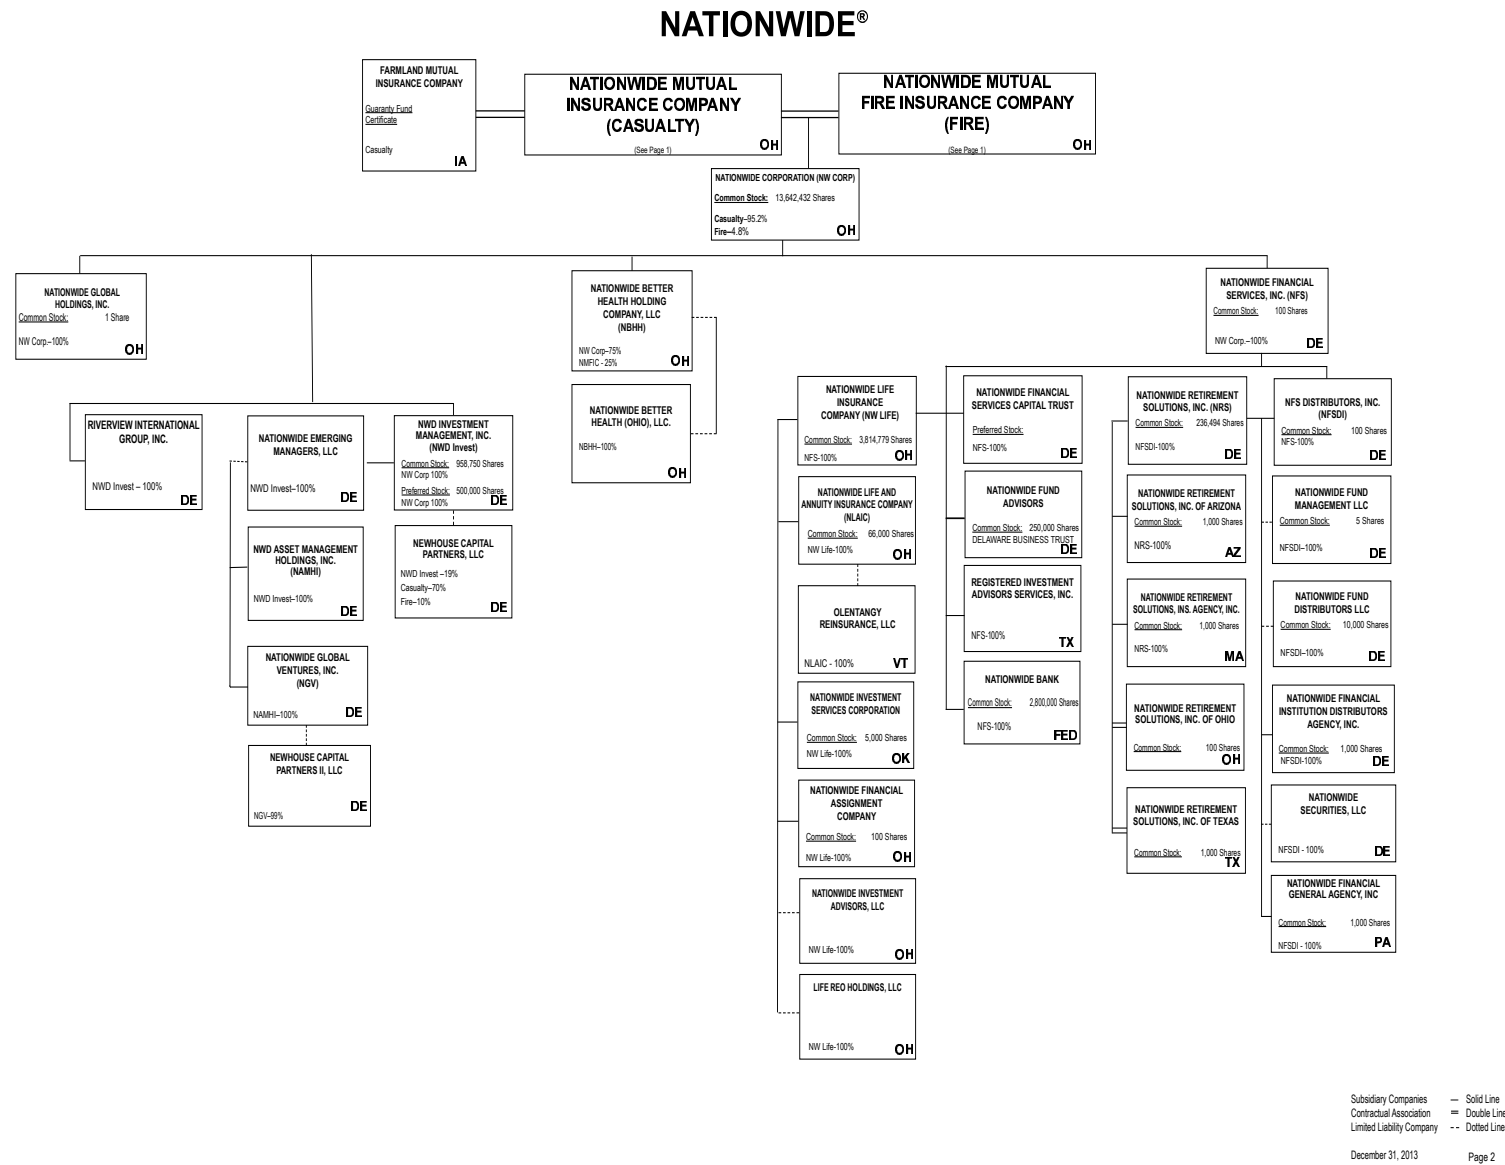 NATIONWIDE®
FARMLAND MUTUAL
INSURANCE COMPANY
Guaranty Fund
Certificate
Casualty
IA
NATIONWIDE MUTUAL
INSURANCE COMPANY
(CASUALTY)
(See Page 1)
OH
NATIONWIDE MUTUAL
FIRE INSURANCE COMPANY
(FIRE)
(See Page 1)
OH
NATIONWIDE CORPORATION (NW CORP)
Common Stock: 13,642,432 Shares
Casualty–95.2%
Fire–4.8%
OH
NATIONWIDE GLOBAL
HOLDINGS, INC.
Common Stock: 1 Share
NW Corp.–100%
OH
NATIONWIDE BETTER
HEALTH HOLDING
COMPANY, LLC
(NBHH)
NW Corp–75%
NMFIC - 25%
OH
NATIONWIDE BETTER
HEALTH (OHIO), LLC.
NBHH–100%
OH
NATIONWIDE FINANCIAL
SERVICES, INC. (NFS)
Common Stock: 100 Shares
NW Corp.–100%
DE
RIVERVIEW INTERNATIONAL
GROUP, INC.
NWD Invest – 100%
DE
NATIONWIDE EMERGING
MANAGERS, LLC
NWD Invest–100%
DE
NWD INVESTMENT
MANAGEMENT, INC.
(NWD Invest)
Common Stock: 958,750 Shares
NW Corp 100%
Preferred Stock: 500,000 Shares
NW Corp 100%
DE
NWD ASSET MANAGEMENT
HOLDINGS, INC.
(NAMHI)
NWD Invest–100%
DE
NEWHOUSE CAPITAL
PARTNERS, LLC
NWD Invest –19%
Casualty–70%
Fire–10%
DE
NATIONWIDE GLOBAL
VENTURES, INC.
(NGV)
NAMHI–100%
DE
NEWHOUSE CAPITAL
PARTNERS II, LLC
NGV–99%
DE
NATIONWIDE LIFE
INSURANCE
COMPANY (NW LIFE)
Common Stock: 3,814,779 Shares
NFS-100%
OH
NATIONWIDE LIFE AND
ANNUITY INSURANCE COMPANY
(NLAIC)
Common Stock: 66,000 Shares
NW Life-100%
OH
OLENTANGY
REINSURANCE, LLC
NLAIC - 100%
VT
NATIONWIDE INVESTMENT
SERVICES CORPORATION
Common Stock: 5,000 Shares
NW Life-100%
OK
NATIONWIDE FINANCIAL
ASSIGNMENT
COMPANY
Common Stock: 100 Shares
NW Life-100%
OH
NATIONWIDE INVESTMENT
ADVISORS, LLC
NW Life-100%
OH
LIFE REO HOLDINGS, LLC
NW Life-100%
OH
NATIONWIDE FINANCIAL
SERVICES CAPITAL TRUST
Preferred Stock:
NFS-100%
DE
NATIONWIDE FUND
ADVISORS
Common Stock: 250,000 Shares
DELAWARE BUSINESS TRUST
DE
REGISTERED INVESTMENT
ADVISORS SERVICES, INC.
NFS-100%
TX
NATIONWIDE BANK
Common Stock: 2,800,000 Shares
NFS-100%
FED
NATIONWIDE RETIREMENT
SOLUTIONS, INC. (NRS)
Common Stock: 236,494 Shares
NFSDI-100%
DE
NATIONWIDE RETIREMENT
SOLUTIONS, INC. OF ARIZONA
Common Stock: 1,000 Shares
NRS-100%
AZ
NATIONWIDE RETIREMENT
SOLUTIONS, INS. AGENCY, INC.
Common Stock: 1,000 Shares
NRS-100%
MA
NATIONWIDE RETIREMENT
SOLUTIONS, INC. OF OHIO
Common Stock: 100 Shares
OH
NATIONWIDE RETIREMENT
SOLUTIONS, INC. OF TEXAS
Common Stock: 1,000 Shares
TX
NFS DISTRIBUTORS, INC.
(NFSDI)
Common Stock: 100 Shares
NFS-100%
DE
NATIONWIDE FUND
MANAGEMENT LLC
Common Stock: 5 Shares
NFSDI–100%
DE
NATIONWIDE FUND
DISTRIBUTORS LLC
Common Stock: 10,000 Shares
NFSDI–100%
DE
NATIONWIDE FINANCIAL
INSTITUTION DISTRIBUTORS
AGENCY, INC.
Common Stock: 1,000 Shares
NFSDI-100%
DE
NATIONWIDE
SECURITIES, LLC
NFSDI - 100%
DE
NATIONWIDE FINANCIAL
GENERAL AGENCY, INC
Common Stock: 1,000 Shares
NFSDI - 100%
PA
Subsidiary Companies — Solid Line
Contractual Association = Double Line
Limited Liability Company - - Dotted Line
December 31, 2013 Page 2